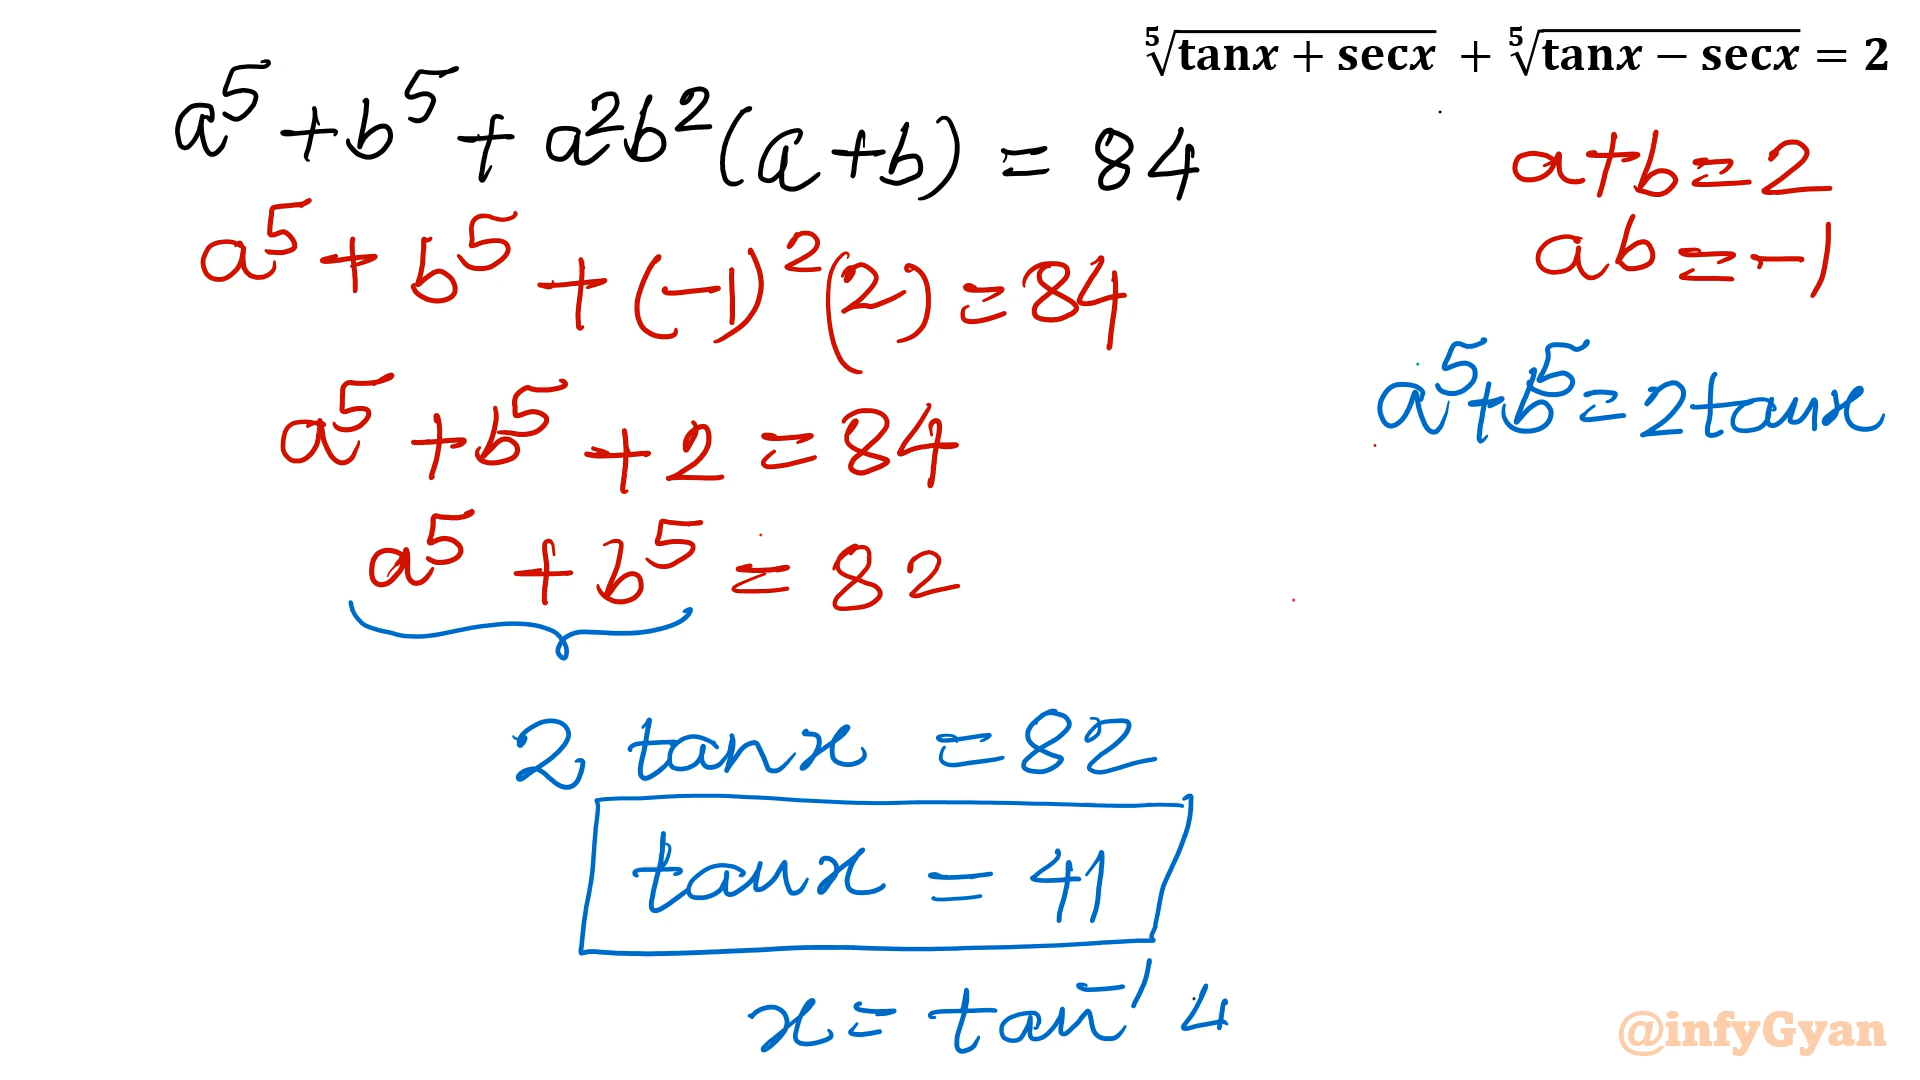 ⁵√(tanx + secx) + ⁵√(tanx − secx) = 2
a⁵ + b⁵ + a²b²(a+b) = 84
a+b = 2
ab = −1
a⁵ + b⁵ + (−1)²(2) = 84
a⁵ + b⁵ = 2tanx
a⁵ + b⁵ + 2 = 84
a⁵ + b⁵ = 82
2 tanx = 82
tanx = 41
x = tan⁻¹ 4
@infyGyan